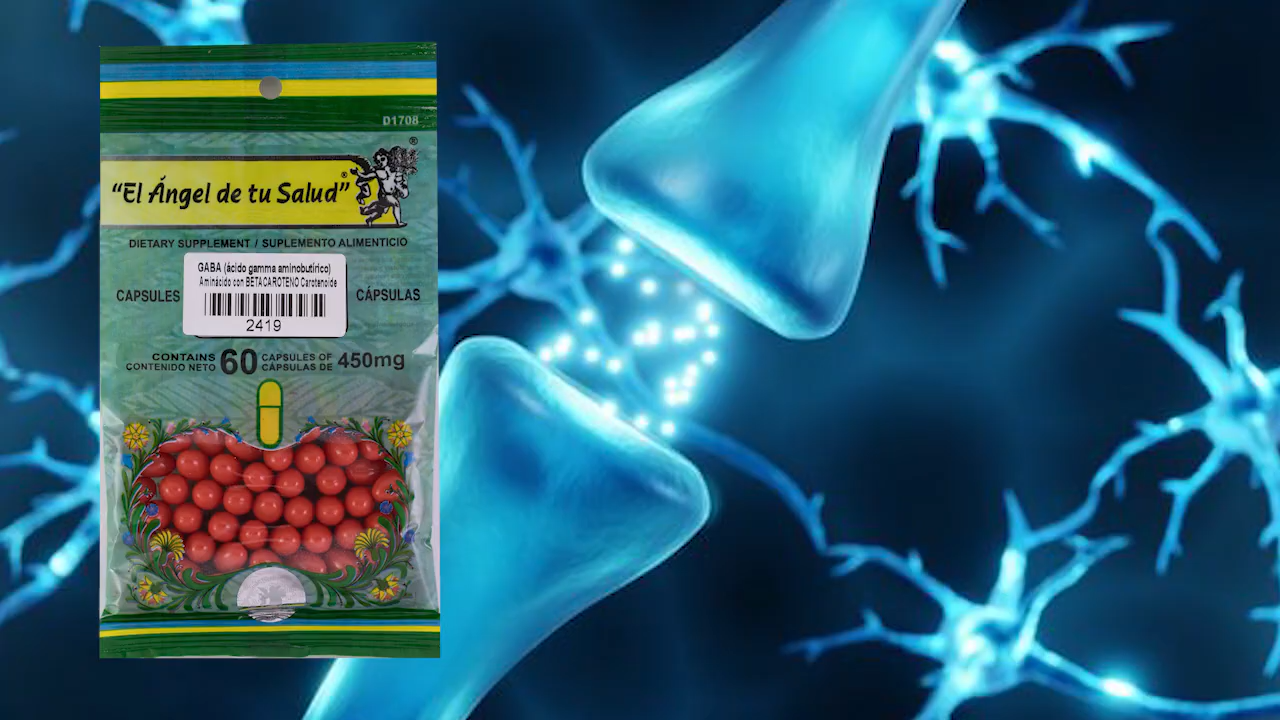 D1708
®
"El Ángel de tu Salud"®
DIETARY SUPPLEMENT / SUPLEMENTO ALIMENTICIO
GABA (ácido gamma aminobutírico)
Aminácido con BETACAROTENO Carotenoide
CAPSULES
CÁPSULAS
2419
CONTAINS 60 CAPSULES OF 450mg
CONTENIDO NETO CÁPSULAS DE